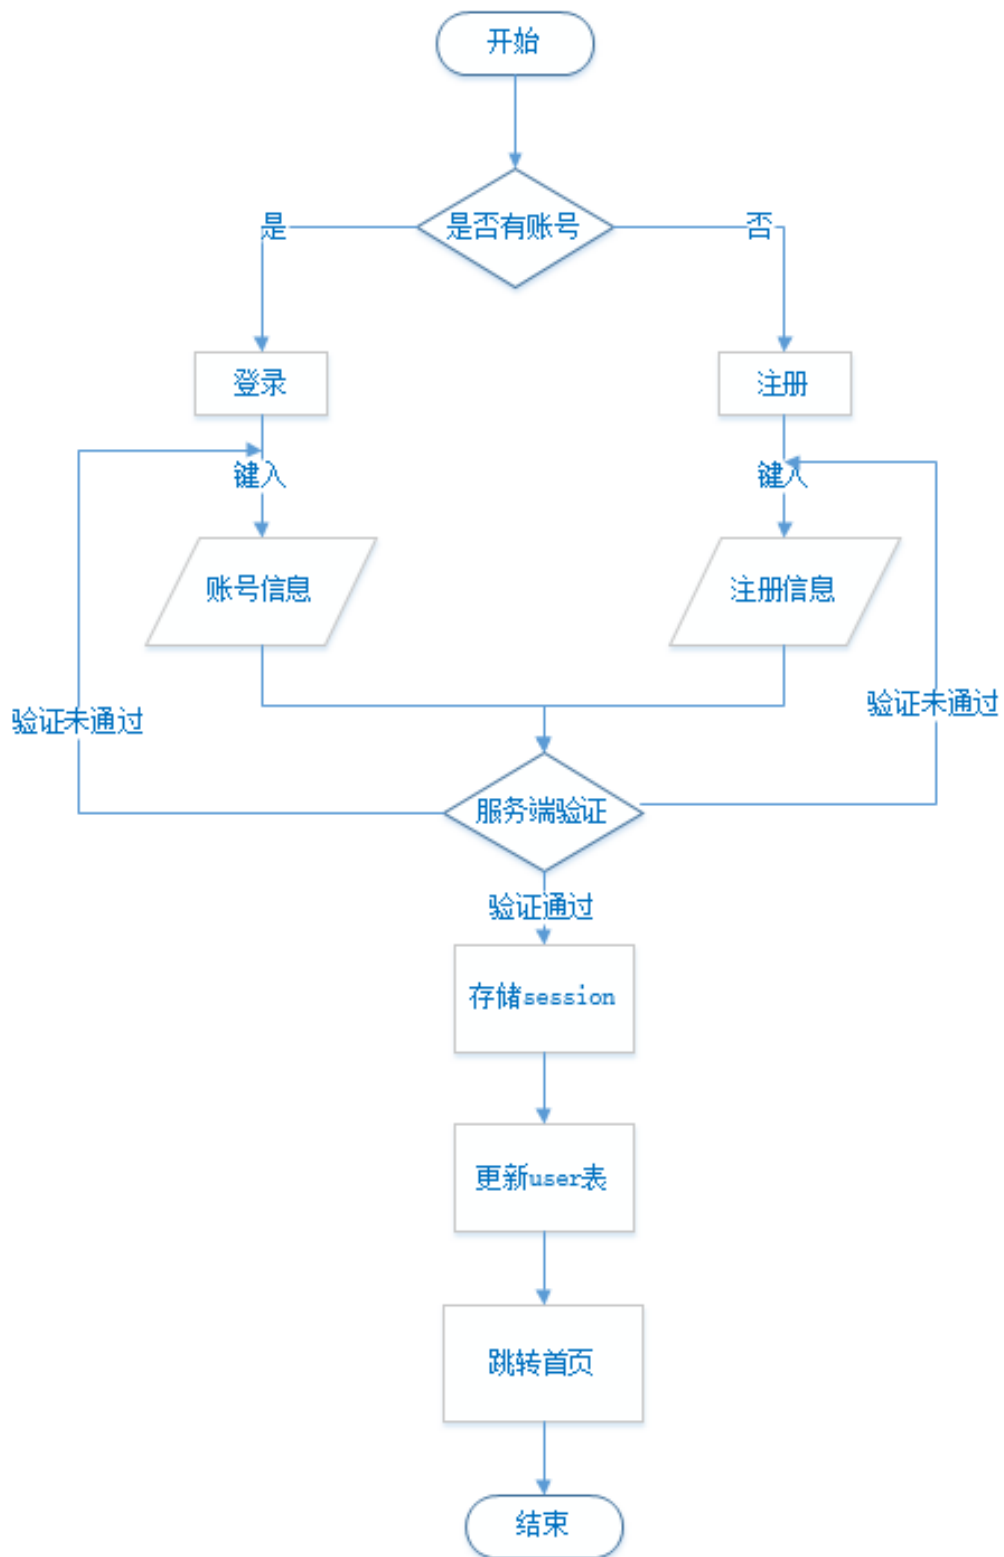 开始
是否有账号
是
否
登录
注册
键入
键入
账号信息
注册信息
验证未通过
验证未通过
服务端验证
验证通过
存储session
更新user表
跳转首页
结束